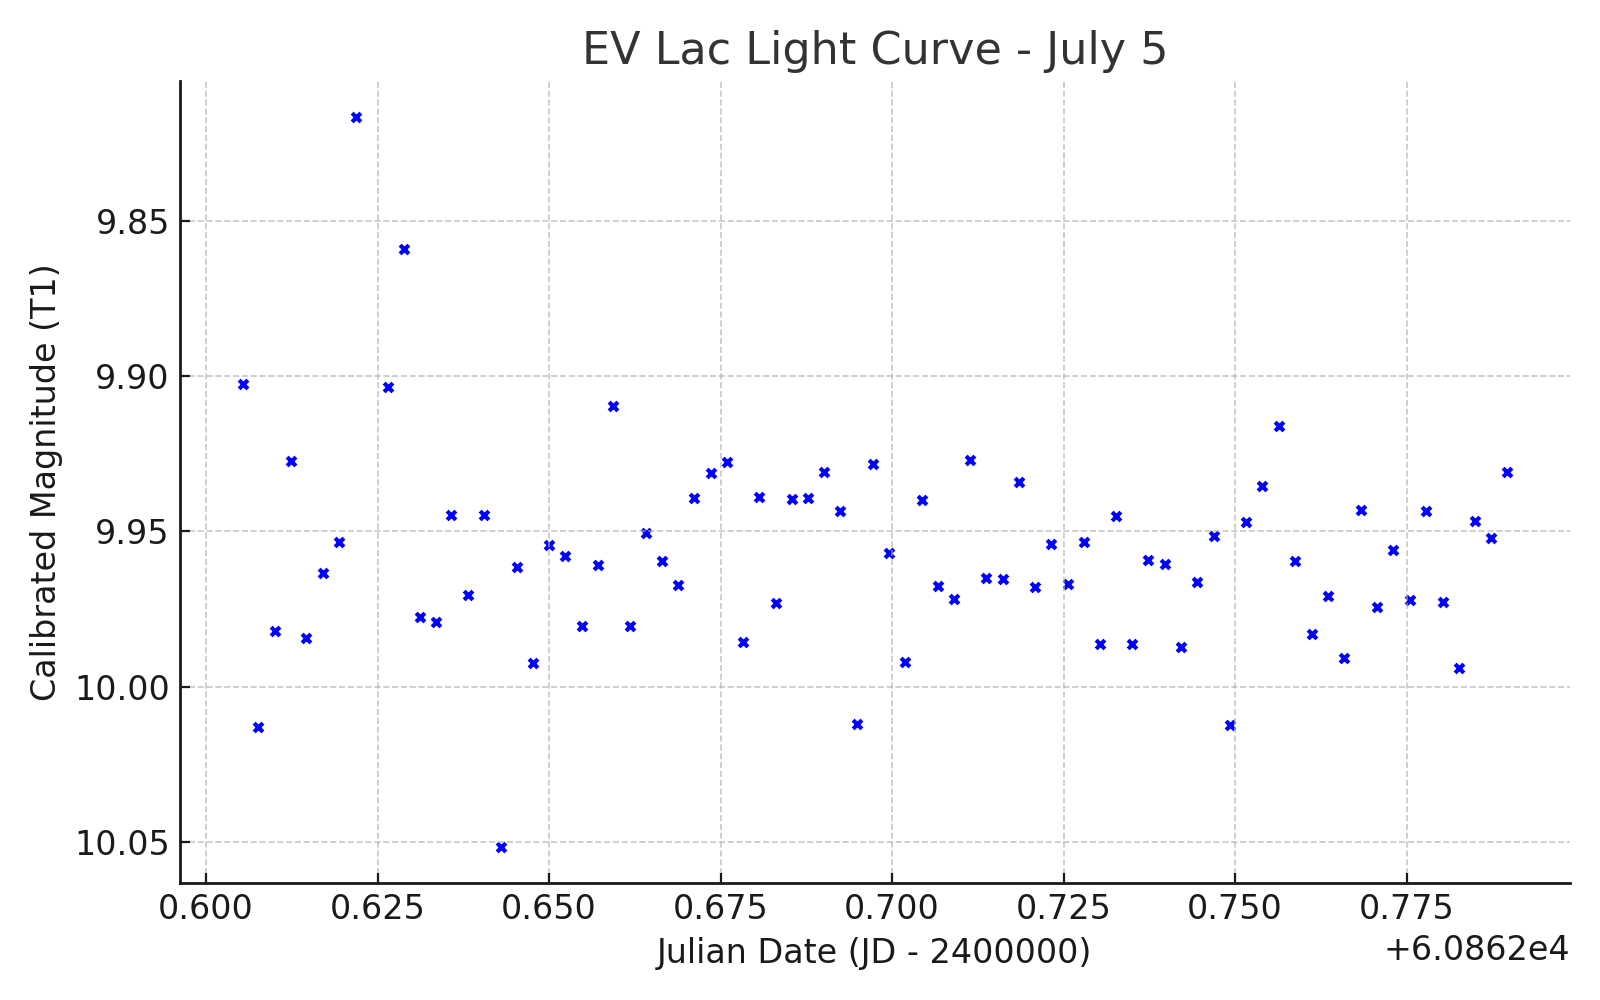 EV Lac Light Curve - July 5
Calibrated Magnitude (T1)
9.85
9.90
9.95
10.00
10.05
0.600 0.625 0.650 0.675 0.700 0.725 0.750 0.775
Julian Date (JD - 2400000)
+6.0862e4